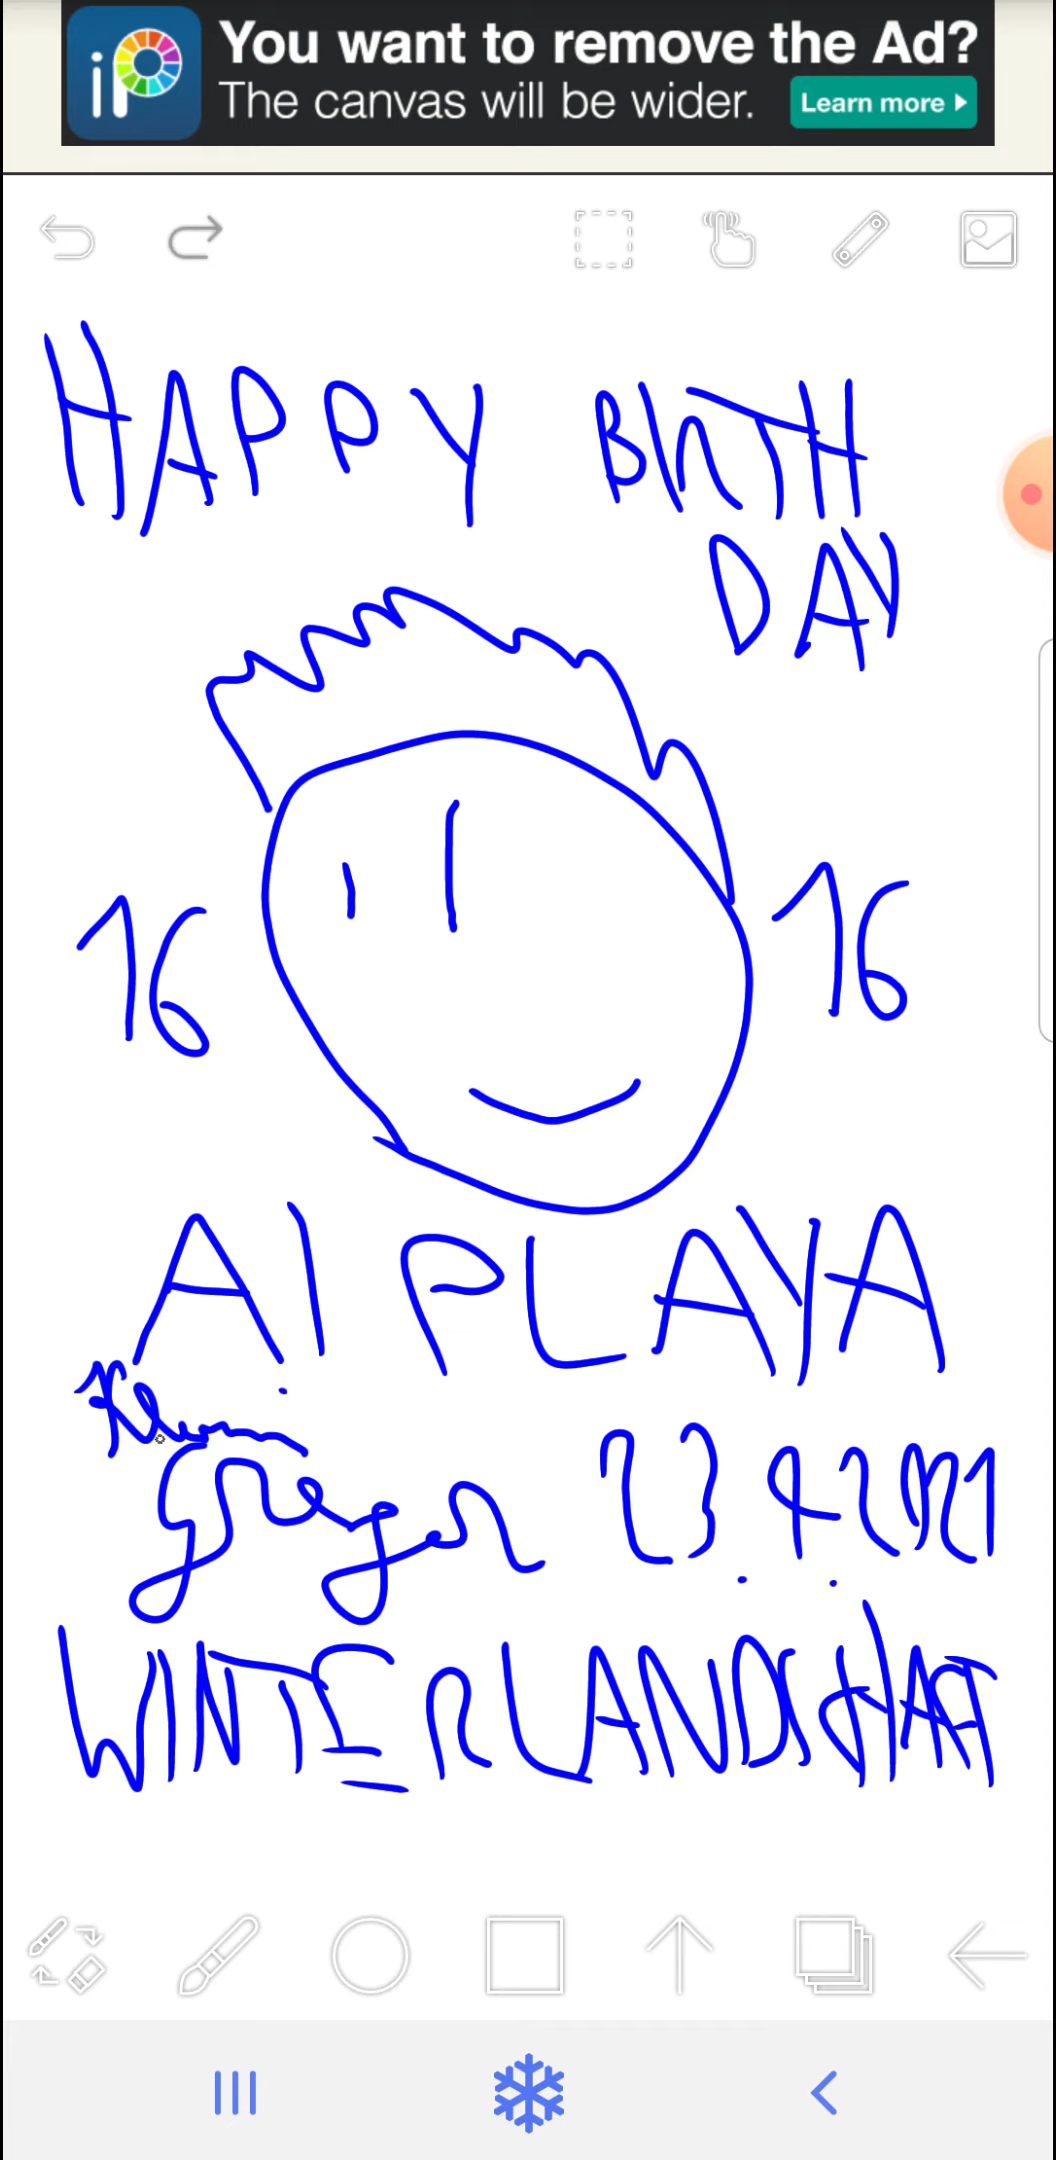 iP
You want to remove the Ad?
The canvas will be wider.
Learn more
HAPPY BIRTH
DAY
16
16
AI PLAYA
23.4.2021